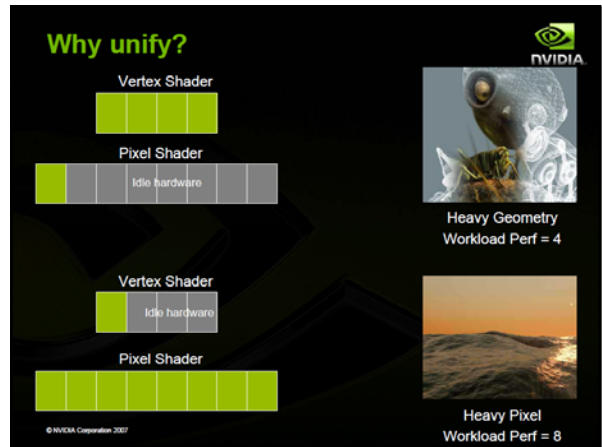 Why unify?
NVIDIA.
Vertex Shader
Pixel Shader
Idle hardware
Heavy Geometry
Workload Perf = 4
Vertex Shader
Idle hardware
Pixel Shader
Heavy Pixel
Workload Perf = 8
© NVIDIA Corporation 2007